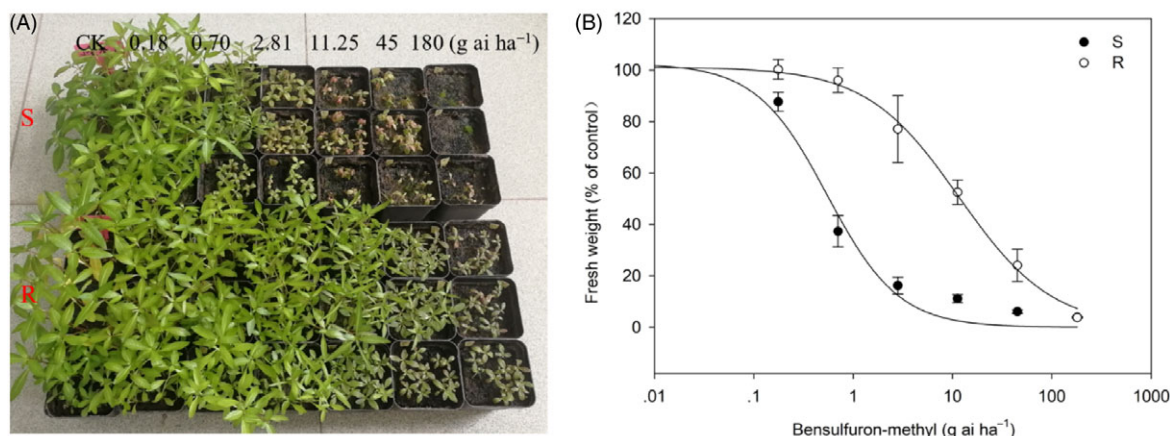 (A)
CK 0.18 0.70 2.81 11.25 45 180 (g ai ha⁻¹)
S
R
(B)
120
100
80
60
40
20
0
Fresh weight (% of control)
S
R
.01 0.1 1 10 100 1000
Bensulfuron-methyl (g ai ha⁻¹)